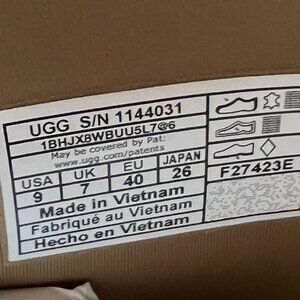 UGG S/N 1144031
1BHJX8WBUU5L7@6
May be covered by Pat:
www.ugg.com/patents
USA UK EU JAPAN
9 7 40 26
F27423E
Made in Vietnam
Fabriqué au Vietnam
Hecho en Vietnam